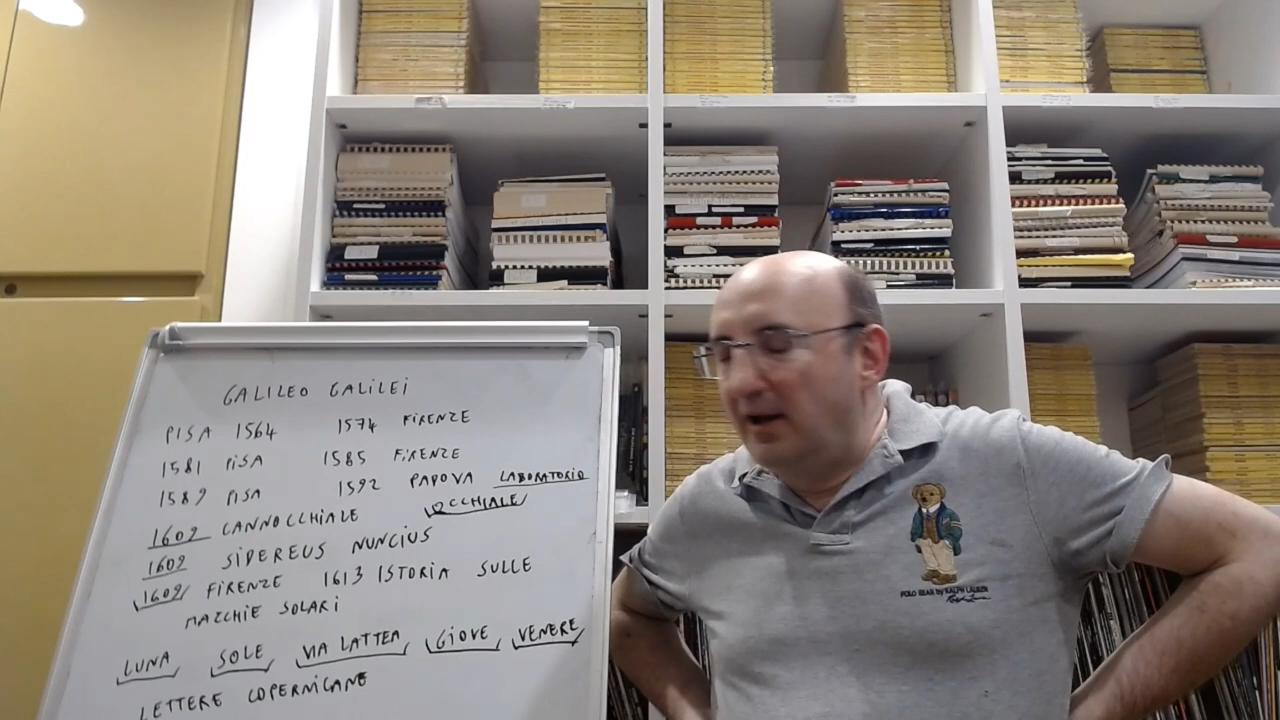 GALILEO GALILEI
PISA 1564 1574 FIRENZE
1581 PISA 1585 FIRENZE
1589 PISA 1592 PADOVA LABORATORIO
OCCHIALE
1609 CANNOCCHIALE
1609 SIDEREUS NUNCIUS
1609 FIRENZE 1613 ISTORIA SULLE
MACCHIE SOLARI
LUNA SOLE VIA LATTEA GIOVE VENERE
LETTERE COPERNICANE
POLO BEAR by RALPH LAUREN